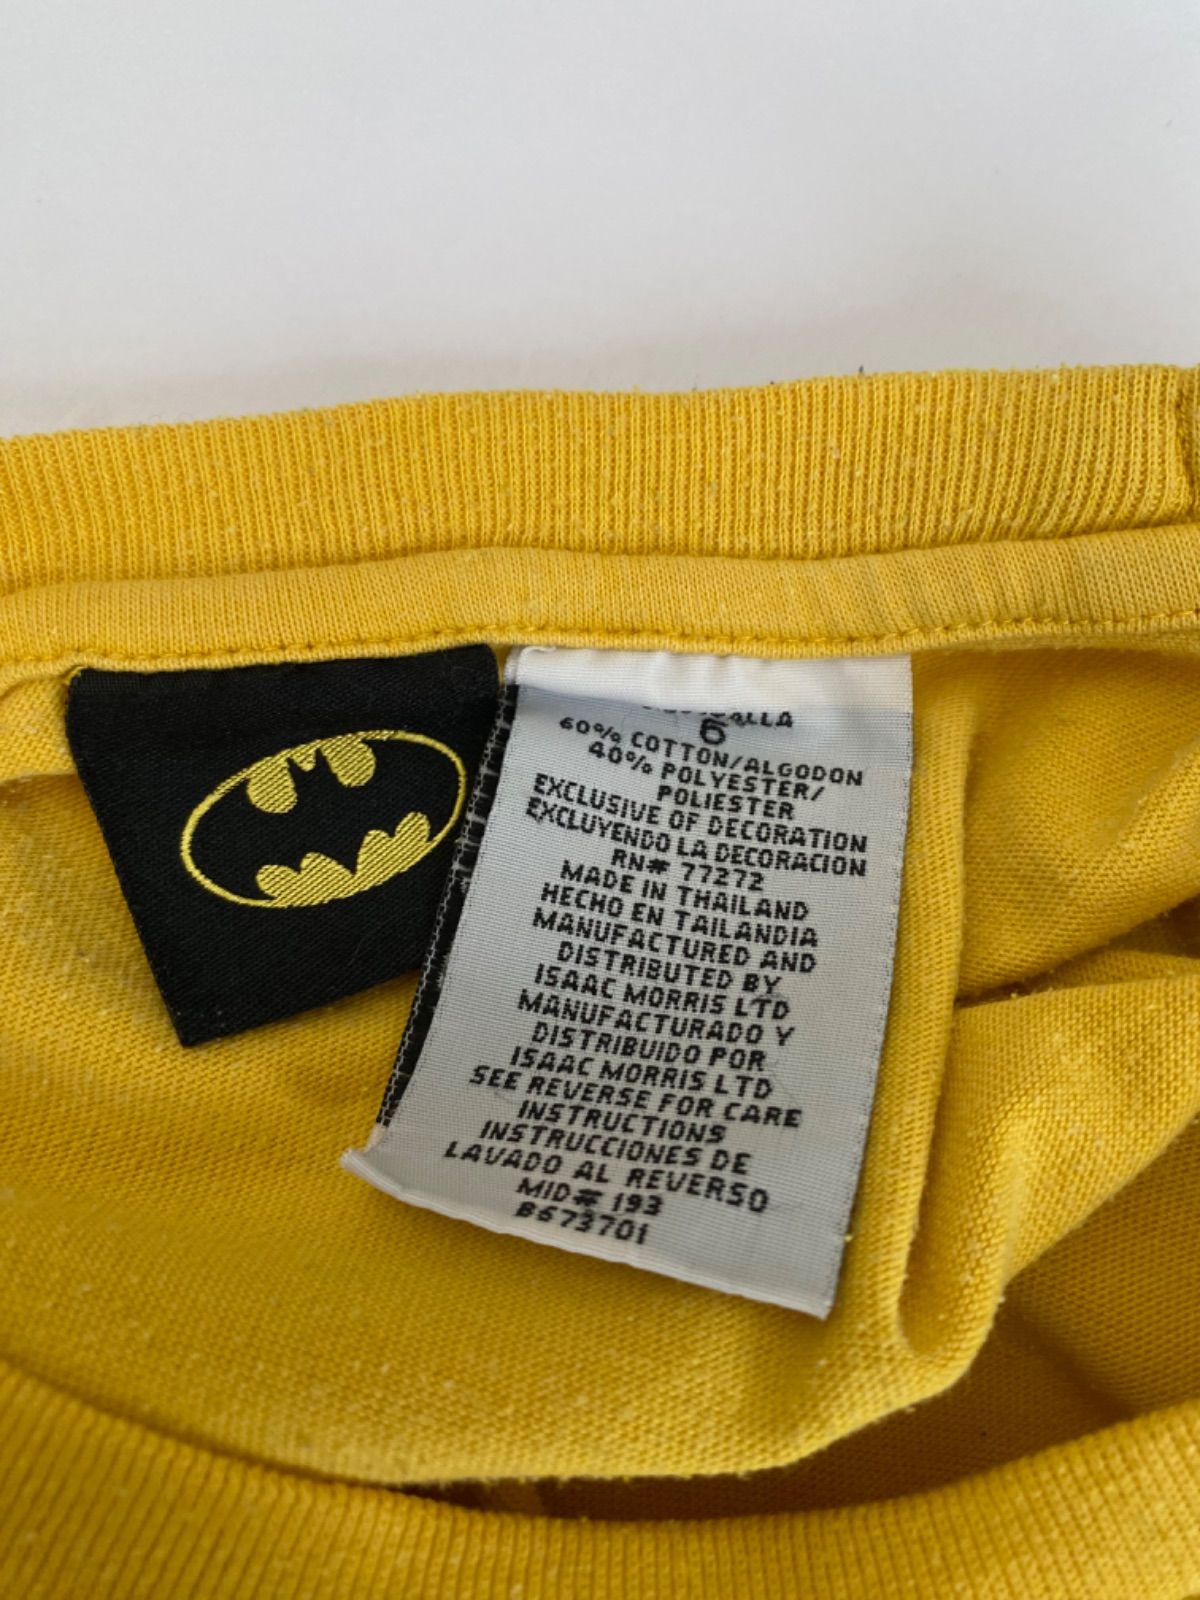 6
60% COTTON/ALGODON
40% POLYESTER/
POLIESTER
EXCLUSIVE OF DECORATION
EXCLUYENDO LA DECORACION
RN# 77272
MADE IN THAILAND
HECHO EN TAILANDIA
MANUFACTURED AND
DISTRIBUTED BY
ISAAC MORRIS LTD
MANUFACTURADO Y
DISTRIBUIDO POR
ISAAC MORRIS LTD
SEE REVERSE FOR CARE
INSTRUCTIONS
INSTRUCCIONES DE
LAVADO AL REVERSO
MID# 193
B673701